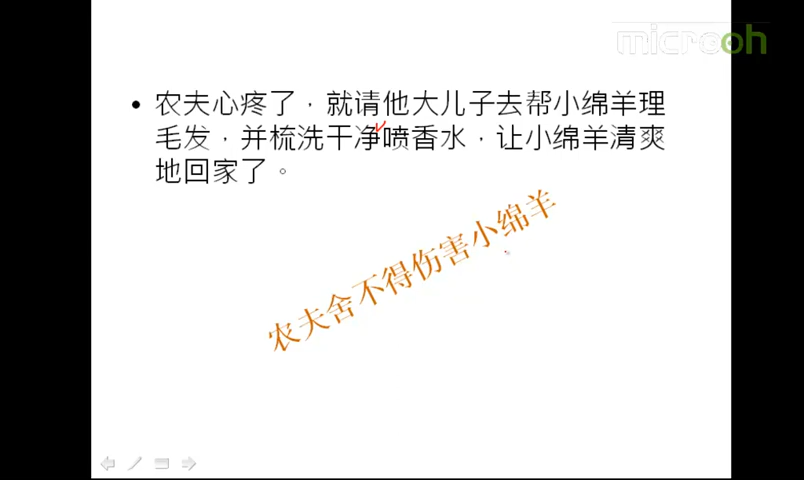 microoh
农夫心疼了，就请他大儿子去帮小绵羊理
毛发，并梳洗干净喷香水，让小绵羊清爽
地回家了。
农夫舍不得伤害小绵羊